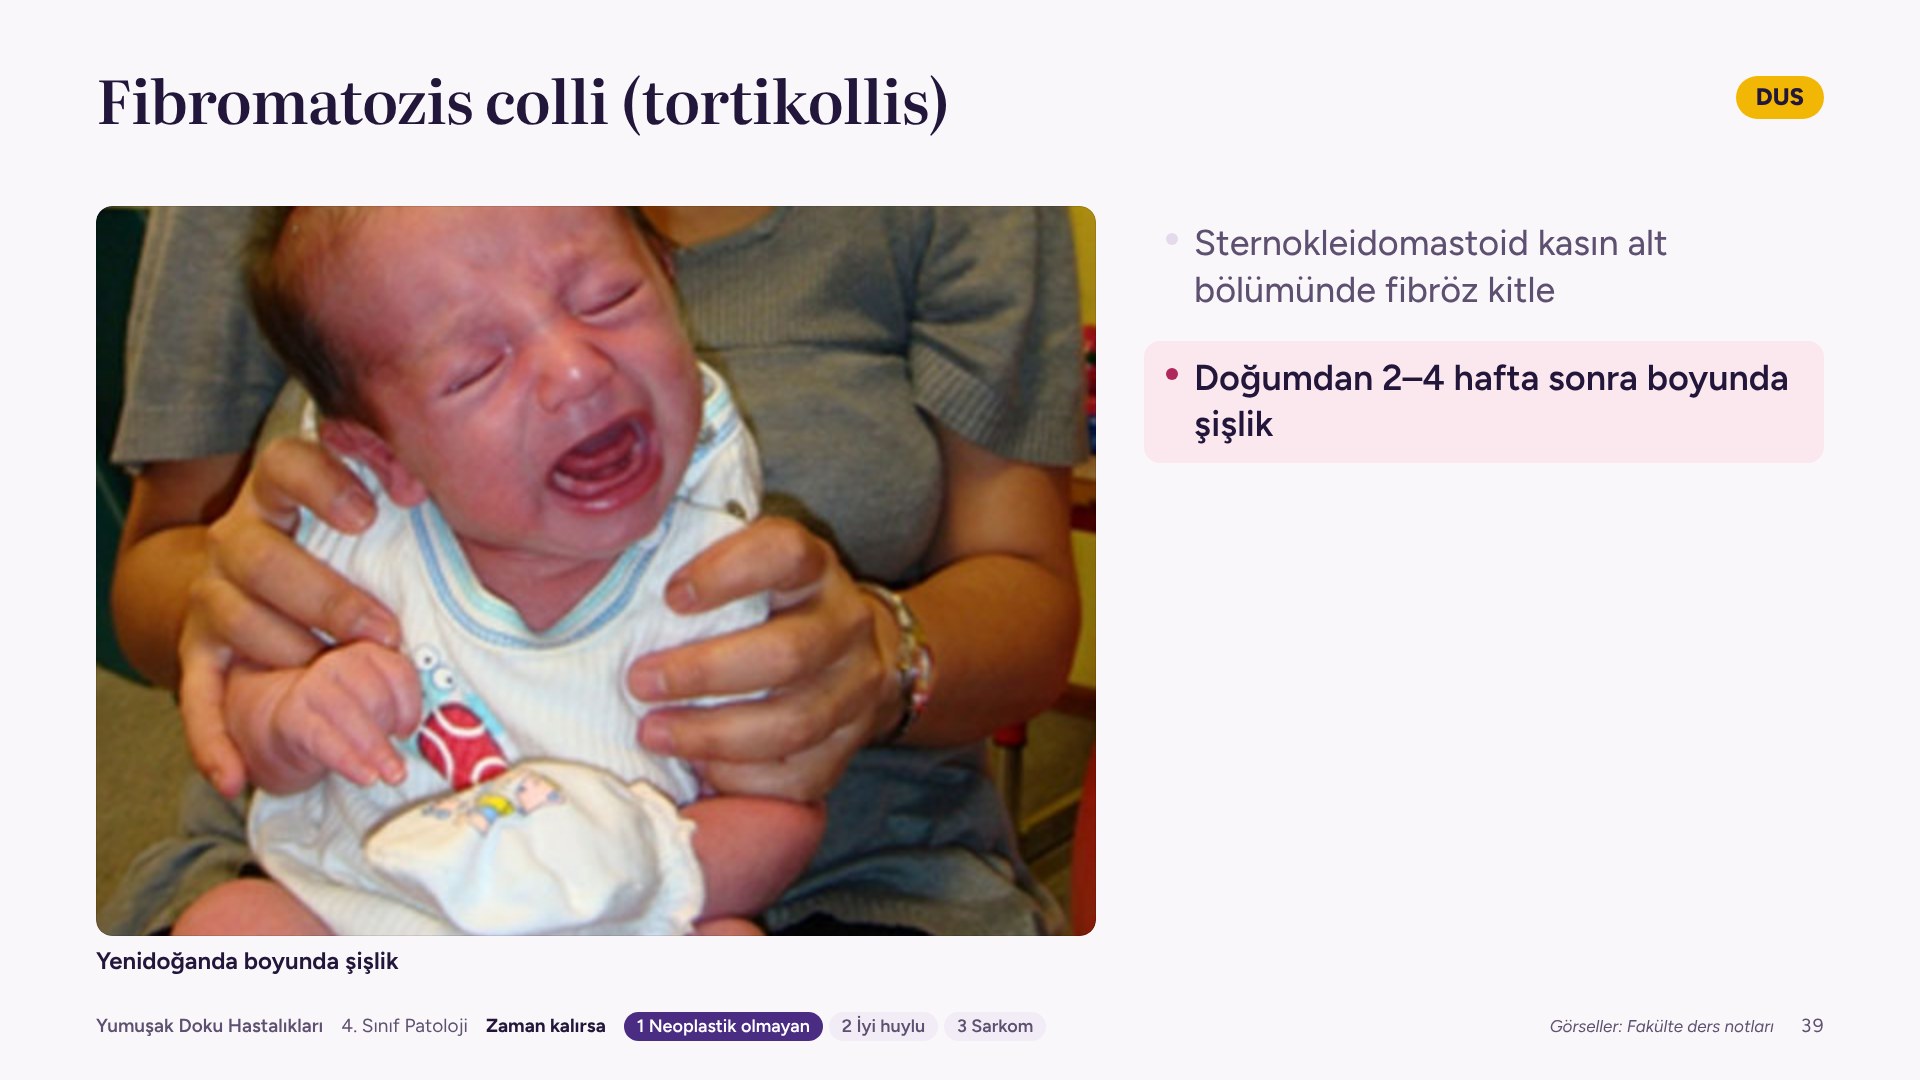 Fibromatozis colli (tortikollis)
DUS
Sternokleidomastoid kasın alt
bölümünde fibröz kitle
Doğumdan 2–4 hafta sonra boyunda
şişlik
Yenidoğanda boyunda şişlik
Yumuşak Doku Hastalıkları 4. Sınıf Patoloji Zaman kalırsa 1 Neoplastik olmayan 2 İyi huylu 3 Sarkom
Görseller: Fakülte ders notları 39